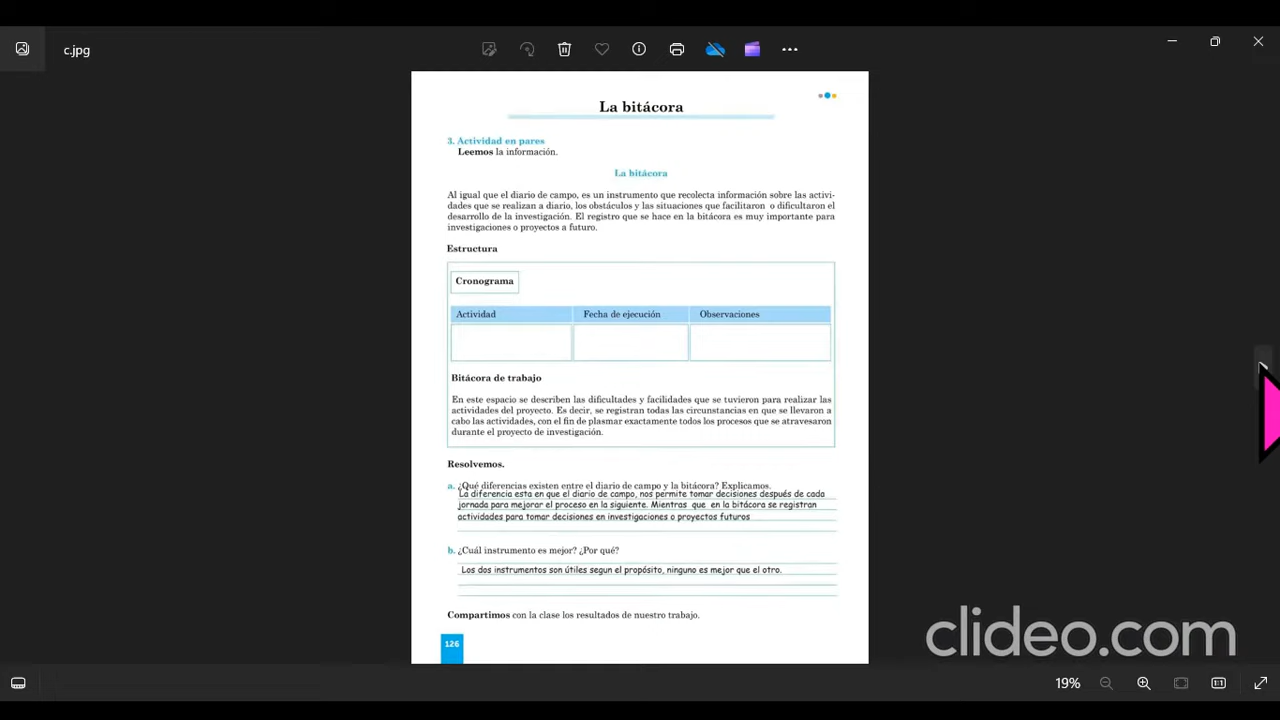 c.jpg
La bitácora
3. Actividad en pares
Leemos la información.
La bitácora
Al igual que el diario de campo, es un instrumento que recolecta información sobre las activi-
dades que se realizan a diario, los obstáculos y las situaciones que facilitaron o dificultaron el
desarrollo de la investigación. El registro que se hace en la bitácora es muy importante para
investigaciones o proyectos a futuro.
Estructura
Cronograma
Actividad Fecha de ejecución Observaciones
Bitácora de trabajo
En este espacio se describen las dificultades y facilidades que se tuvieron para realizar las
actividades del proyecto. Es decir, se registran todas las circunstancias en que se llevaron a
cabo las actividades, con el fin de plasmar exactamente todos los procesos que se atravesaron
durante el proyecto de investigación.
Resolvemos.
a. ¿Qué diferencias existen entre el diario de campo y la bitácora? Explicamos.
La diferencia esta en que el diario de campo, nos permite tomar decisiones después de cada
jornada para mejorar el proceso en la siguiente. Mientras que en la bitácora se registran
actividades para tomar decisiones en investigaciones o proyectos futuros
b. ¿Cuál instrumento es mejor? ¿Por qué?
Los dos instrumentos son útiles segun el propósito, ninguno es mejor que el otro.
Compartimos con la clase los resultados de nuestro trabajo.
126
clideo.com
19%